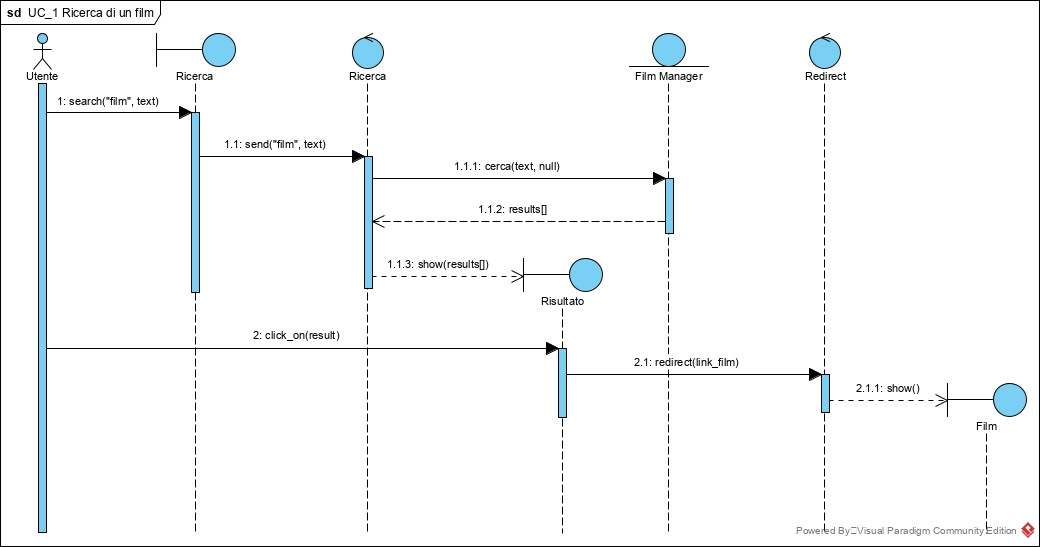 sd UC_1 Ricerca di un film
Utente
Ricerca
Ricerca
Film Manager
Redirect
1: search("film", text)
1.1: send("film", text)
1.1.1: cerca(text, null)
1.1.2: results[]
1.1.3: show(results[])
Risultato
2: click_on(result)
2.1: redirect(link_film)
2.1.1: show()
Film
Powered By Visual Paradigm Community Edition